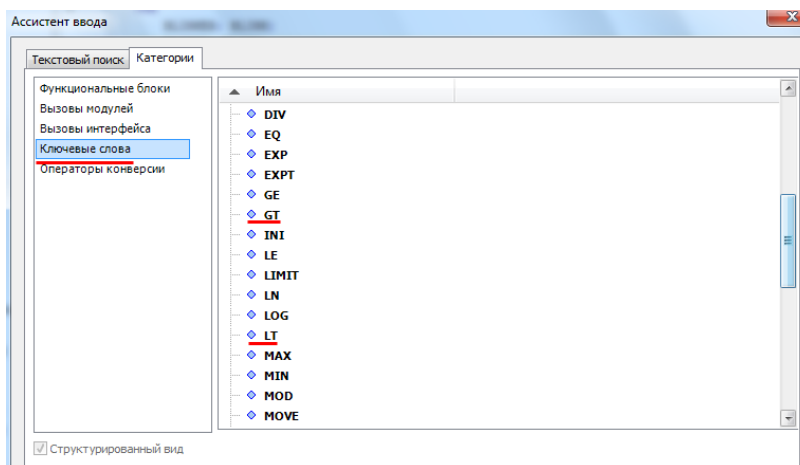 Ассистент ввода
Текстовый поиск Категории
Функциональные блоки
Вызовы модулей
Вызовы интерфейса
Ключевые слова
Операторы конверсии
Имя
DIV
EQ
EXP
EXPT
GE
GT
INI
LE
LIMIT
LN
LOG
LT
MAX
MIN
MOD
MOVE
Структурированный вид